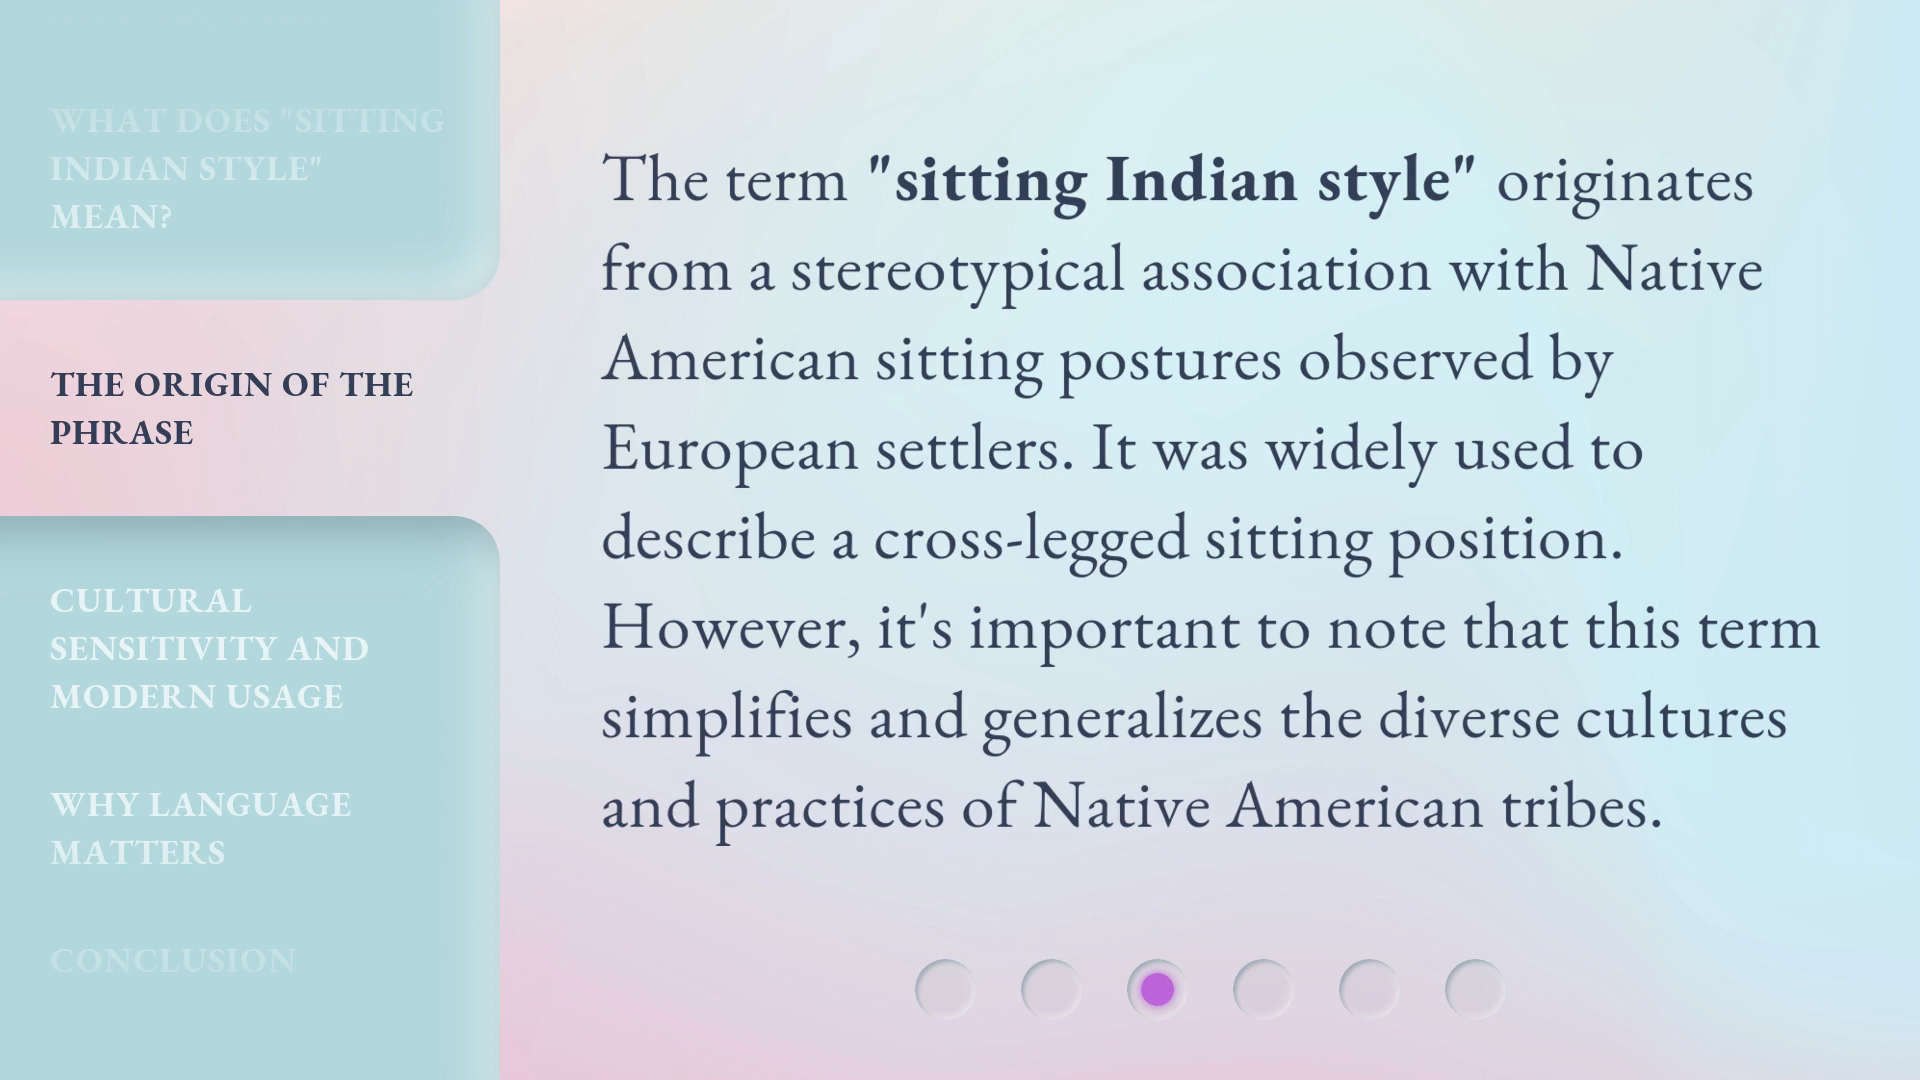 WHAT DOES "SITTING
INDIAN STYLE"
MEAN?
THE ORIGIN OF THE
PHRASE
CULTURAL
SENSITIVITY AND
MODERN USAGE
WHY LANGUAGE
MATTERS
CONCLUSION
The term "sitting Indian style" originates
from a stereotypical association with Native
American sitting postures observed by
European settlers. It was widely used to
describe a cross-legged sitting position.
However, it's important to note that this term
simplifies and generalizes the diverse cultures
and practices of Native American tribes.